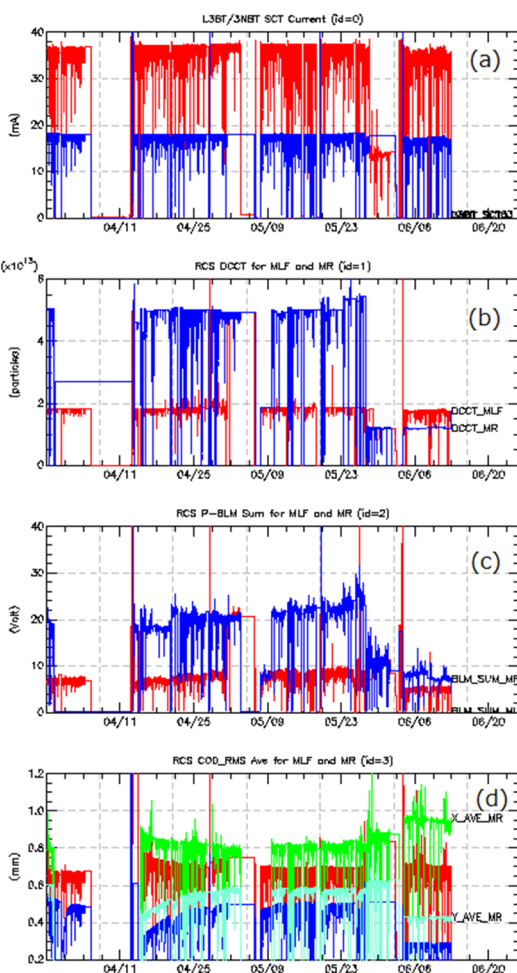 L3BT/3NBT SCT Current (id=0)
(a)
40
30
20
10
0
(mA)
04/11 04/25 05/09 05/23 06/06 06/20
RCS DCCT for MLF and MR (id=1)
(×10¹³)
(b)
6
4
2
0
(particles)
DCCT_MLF
DCCT_MR
04/11 04/25 05/09 05/23 06/06 06/20
RCS P-BLM Sum for MLF and MR (id=2)
(c)
40
30
20
10
0
(Volt)
BLM_SUM_MR
04/11 04/25 05/09 05/23 06/06 06/20
RCS COD_RMS Ave for MLF and MR (id=3)
(d)
1.2
1.0
0.8
0.6
0.4
0.2
(mm)
X_AVE_MR
Y_AVE_MR
04/11 04/25 05/09 05/23 06/06 06/20